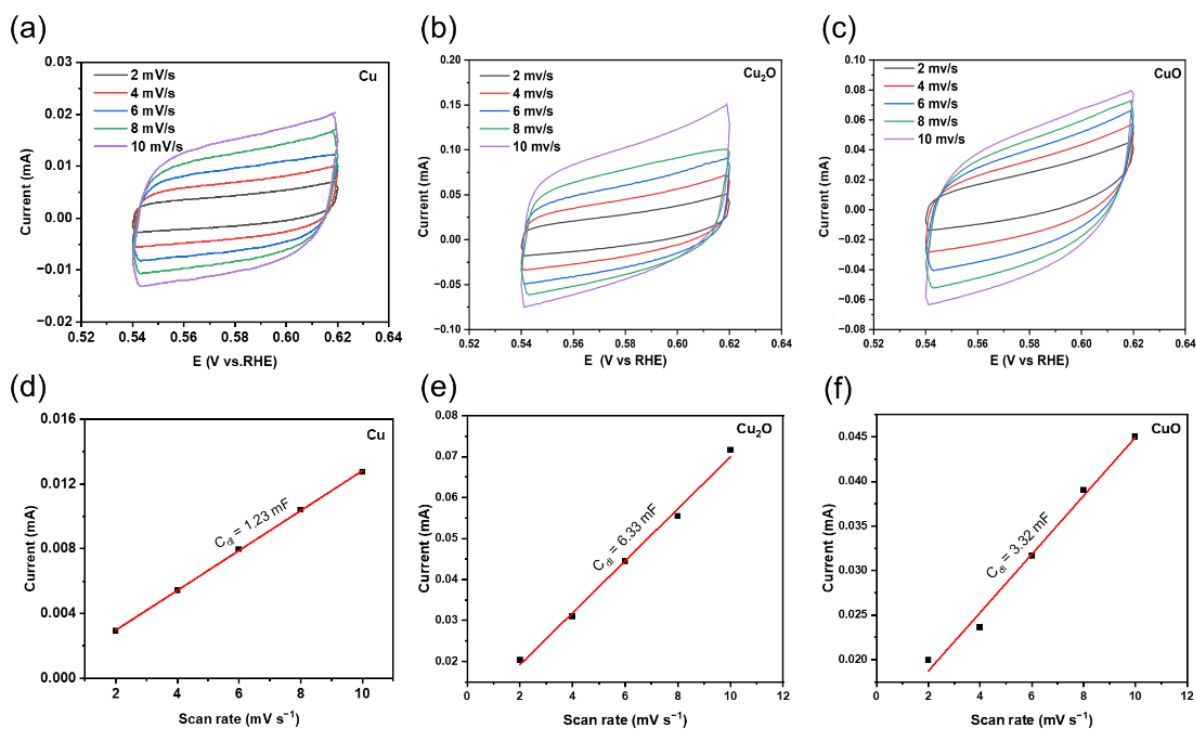 (a)
0.03
0.02
0.01
0.00
−0.01
−0.02
Current (mA)
2 mV/s
4 mV/s
6 mV/s
8 mV/s
10 mV/s
Cu
0.52 0.54 0.56 0.58 0.60 0.62 0.64
E (V vs.RHE)
(b)
0.20
0.15
0.10
0.05
0.00
−0.05
−0.10
Current (mA)
2 mv/s
4 mv/s
6 mv/s
8 mv/s
10 mv/s
Cu₂O
0.52 0.54 0.56 0.58 0.60 0.62 0.64
E (V vs RHE)
(c)
0.10
0.08
0.06
0.04
0.02
0.00
−0.02
−0.04
−0.06
−0.08
Current (mA)
2 mv/s
4 mv/s
6 mv/s
8 mv/s
10 mv/s
CuO
0.52 0.54 0.56 0.58 0.60 0.62 0.64
E (V vs RHE)
(d)
0.016
0.012
0.008
0.004
0.000
Current (mA)
Cu
C_dl = 1.23 mF
2 4 6 8 10
Scan rate (mV s⁻¹)
(e)
0.08
0.07
0.06
0.05
0.04
0.03
0.02
Current (mA)
Cu₂O
C_dl = 6.33 mF
0 2 4 6 8 10 12
Scan rate (mV s⁻¹)
(f)
0.045
0.040
0.035
0.030
0.025
0.020
Current (mA)
CuO
C_dl = 3.32 mF
0 2 4 6 8 10 12
Scan rate (mV s⁻¹)